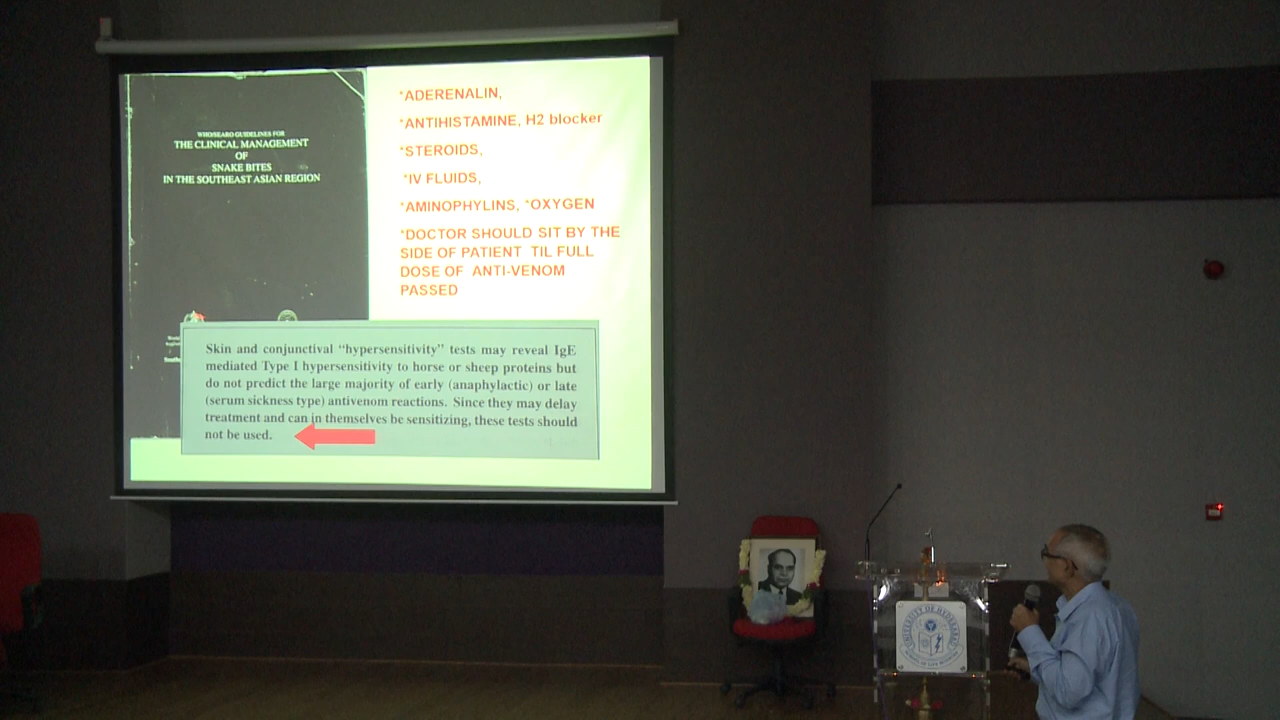 WHO/SEARO GUIDELINES FOR
THE CLINICAL MANAGEMENT
OF
SNAKE BITES
IN THE SOUTHEAST ASIAN REGION
*ADERENALIN,
*ANTIHISTAMINE, H2 blocker
*STEROIDS,
*IV FLUIDS,
*AMINOPHYLINS, *OXYGEN
*DOCTOR SHOULD SIT BY THE
SIDE OF PATIENT TIL FULL
DOSE OF ANTI-VENOM
PASSED
Skin and conjunctival “hypersensitivity” tests may reveal IgE
mediated Type I hypersensitivity to horse or sheep proteins but
do not predict the large majority of early (anaphylactic) or late
(serum sickness type) antivenom reactions. Since they may delay
treatment and can in themselves be sensitizing, these tests should
not be used.
UNIVERSITY OF HYDERABAD